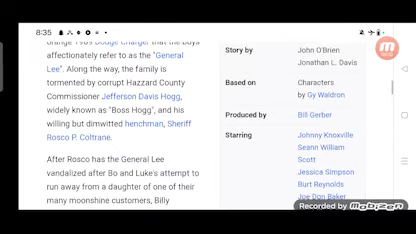 8:35
orange 1969 Dodge Charger that the boys
affectionately refer to as the "General
Lee". Along the way, the family is
tormented by corrupt Hazzard County
Commissioner Jefferson Davis Hogg,
widely known as "Boss Hogg", and his
willing but dimwitted henchman, Sheriff
Rosco P. Coltrane.
After Rosco has the General Lee
vandalized after Bo and Luke's attempt to
run away from a daughter of one of their
many moonshine customers, Billy
Story by
John O'Brien
Jonathan L. Davis
Based on
Characters
by Gy Waldron
Produced by
Bill Gerber
Starring
Johnny Knoxville
Seann William
Scott
Jessica Simpson
Burt Reynolds
Joe Don Baker
Recorded by
Mobizen